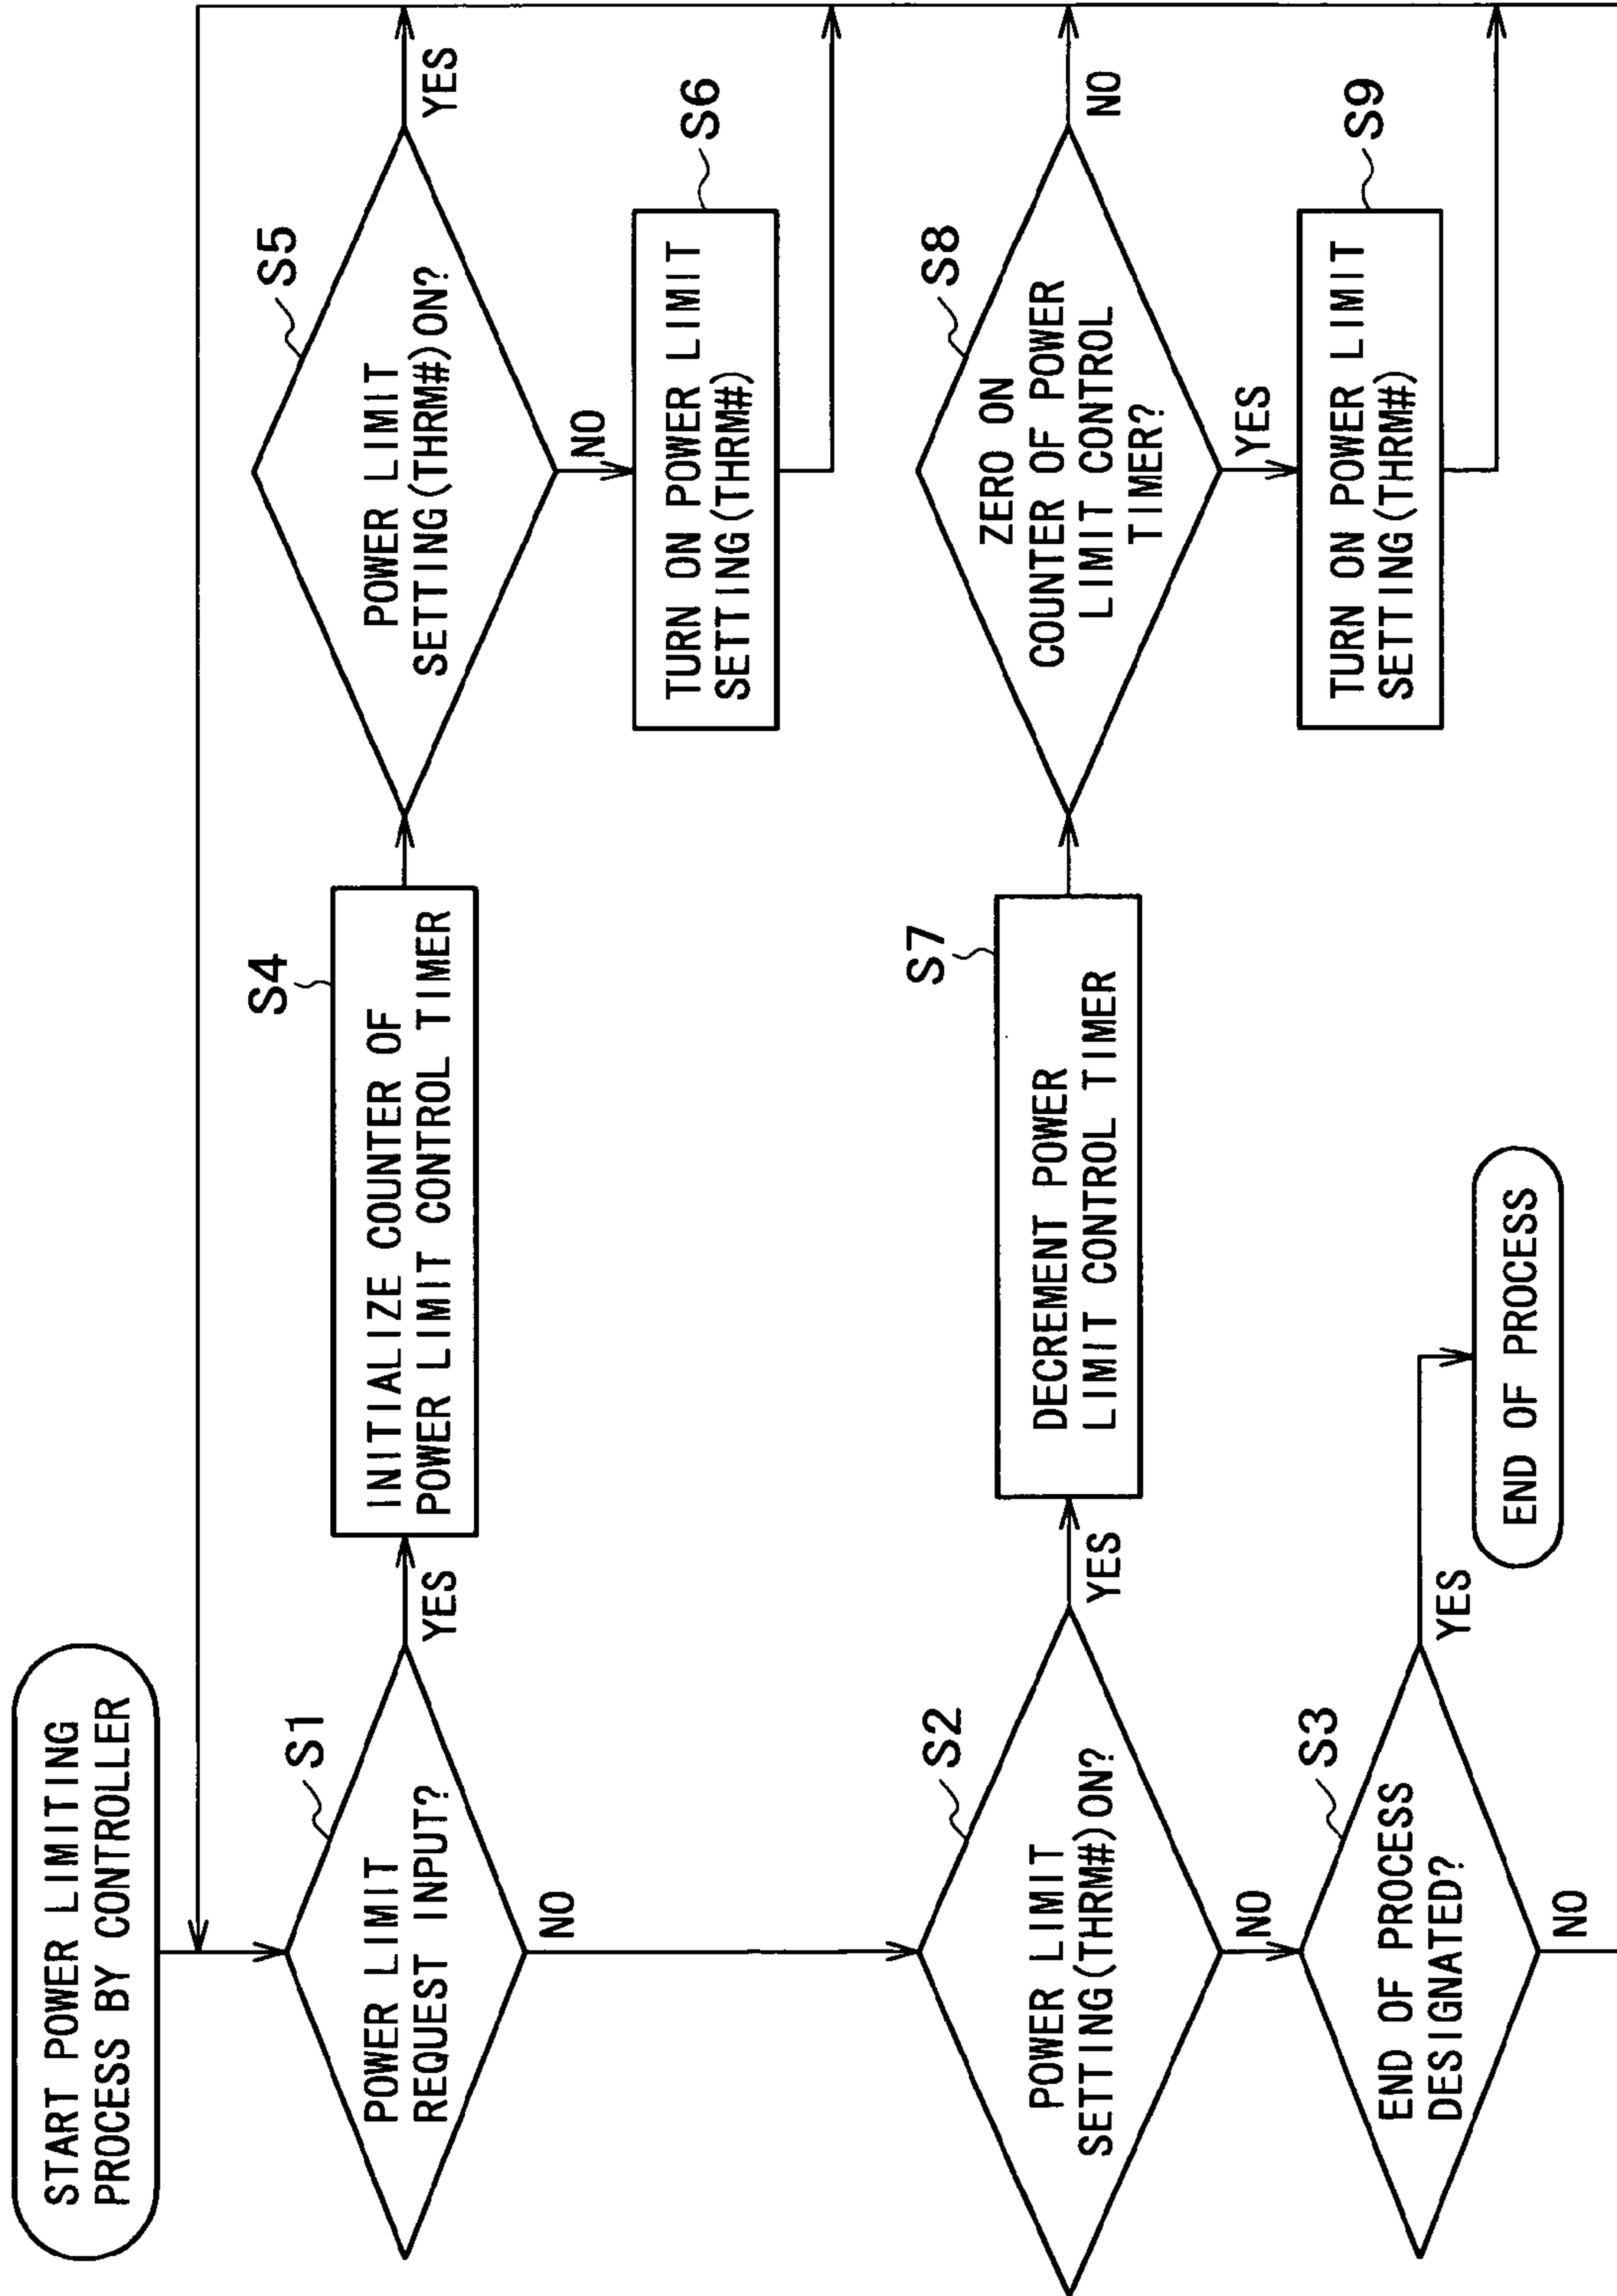 START POWER LIMITING
PROCESS BY CONTROLLER
S1
POWER LIMIT
REQUEST INPUT?
YES
NO
S4
INITIALIZE COUNTER OF
POWER LIMIT CONTROL TIMER
S5
POWER LIMIT
SETTING(THRM#)ON?
YES
NO
S6
TURN ON POWER LIMIT
SETTING(THRM#)
S2
POWER LIMIT
SETTING(THRM#)ON?
YES
NO
S7
DECREMENT POWER
LIMIT CONTROL TIMER
S8
ZERO ON
COUNTER OF POWER
LIMIT CONTROL
TIMER?
NO
YES
S9
TURN ON POWER LIMIT
SETTING(THRM#)
S3
END OF PROCESS
DESIGNATED?
YES
NO
END OF PROCESS